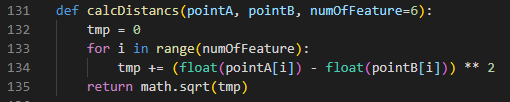 131 def calcDistancs(pointA, pointB, numOfFeature=6):
132     tmp = 0
133     for i in range(numOfFeature):
134         tmp += (float(pointA[i]) - float(pointB[i])) ** 2
135     return math.sqrt(tmp)